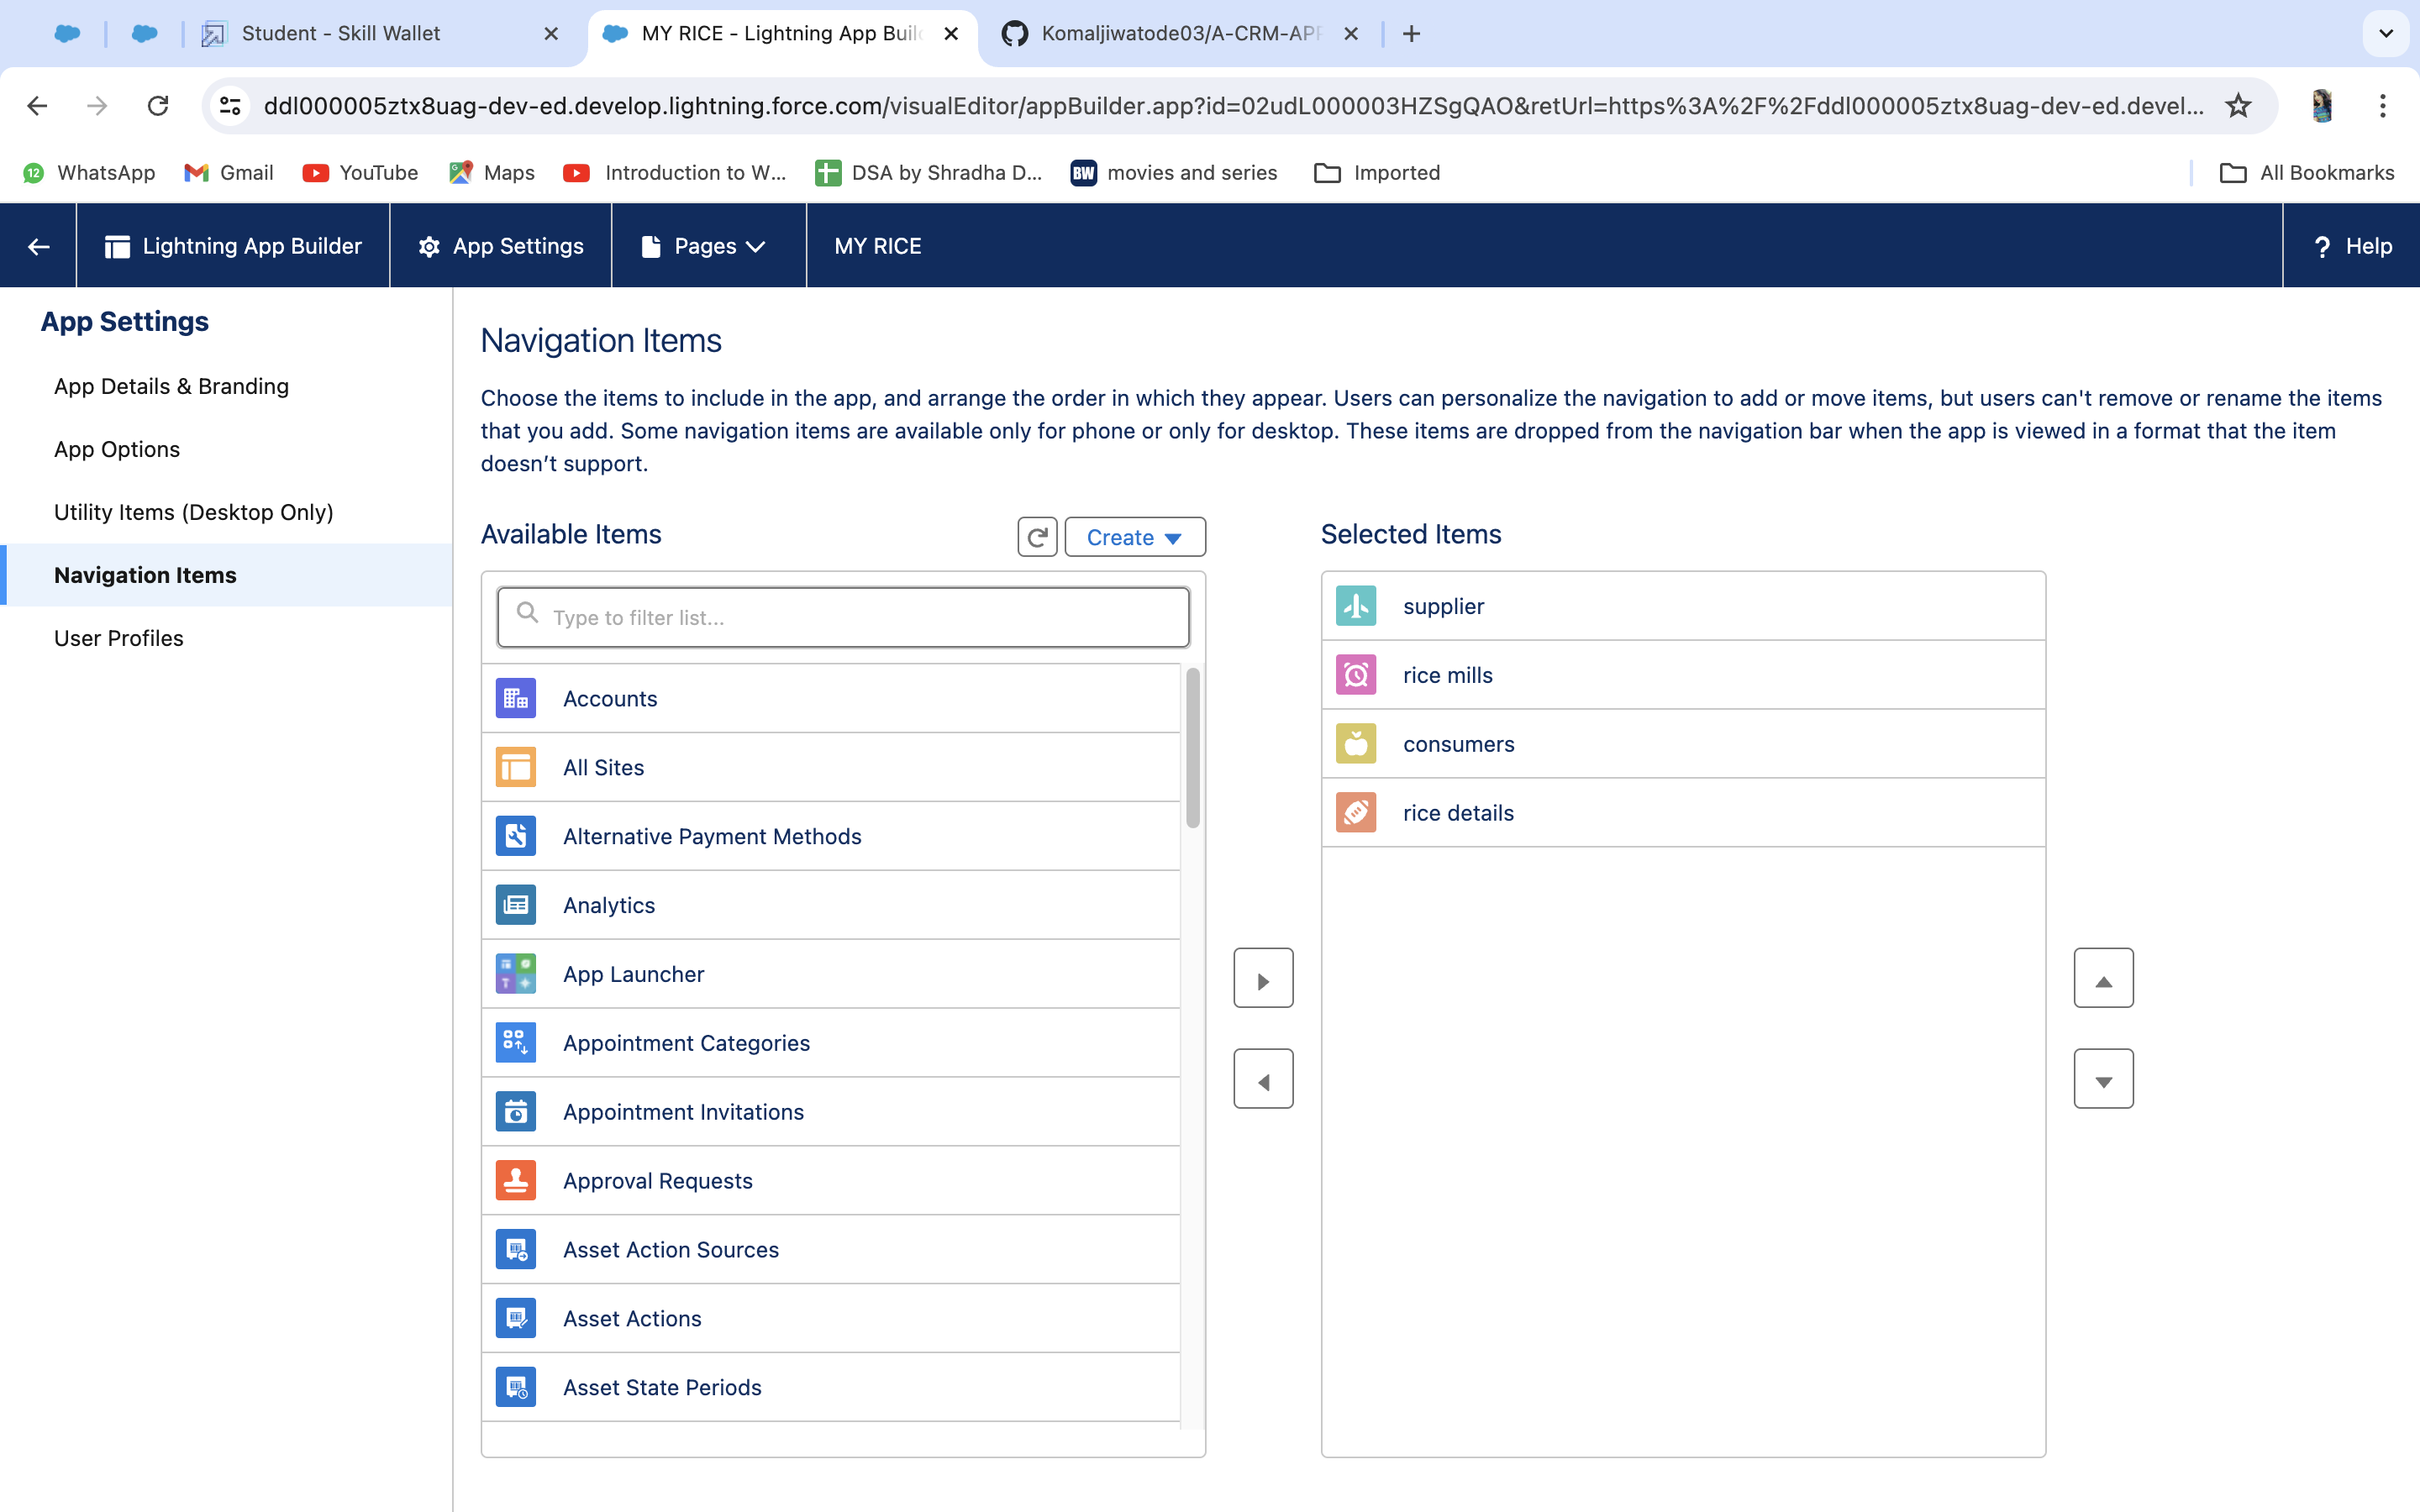 Student - Skill Wallet
MY RICE - Lightning App Buil
Komaljiwatode03/A-CRM-APP
ddl000005ztx8uag-dev-ed.develop.lightning.force.com/visualEditor/appBuilder.app?id=02udL000003HZSgQAO&retUrl=https%3A%2F%2Fddl000005ztx8uag-dev-ed.devel...
12 WhatsApp
Gmail
YouTube
Maps
Introduction to W...
DSA by Shradha D...
BW movies and series
Imported
All Bookmarks
Lightning App Builder
App Settings
Pages
MY RICE
? Help
App Settings
App Details & Branding
App Options
Utility Items (Desktop Only)
Navigation Items
User Profiles
Navigation Items
Choose the items to include in the app, and arrange the order in which they appear. Users can personalize the navigation to add or move items, but users can't remove or rename the items
that you add. Some navigation items are available only for phone or only for desktop. These items are dropped from the navigation bar when the app is viewed in a format that the item
doesn’t support.
Available Items
Create
Type to filter list...
Accounts
All Sites
Alternative Payment Methods
Analytics
App Launcher
Appointment Categories
Appointment Invitations
Approval Requests
Asset Action Sources
Asset Actions
Asset State Periods
Selected Items
supplier
rice mills
consumers
rice details